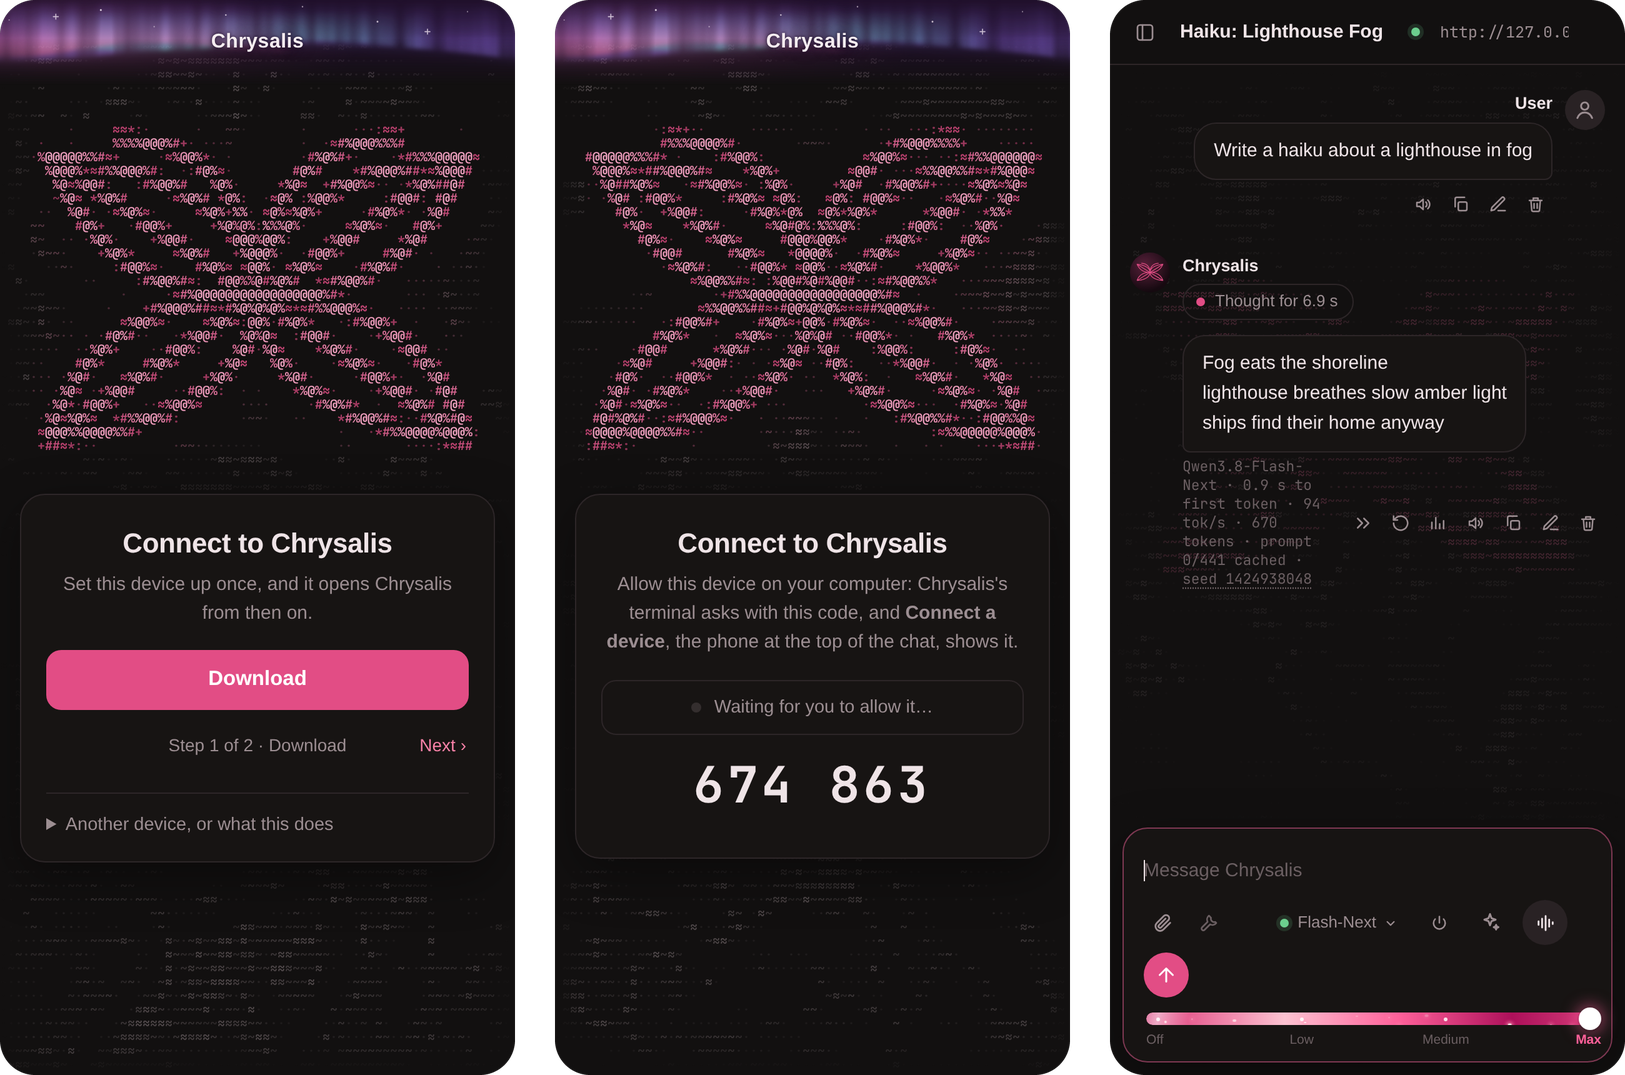 Chrysalis
Connect to Chrysalis
Set this device up once, and it opens Chrysalis
from then on.
Download
Step 1 of 2 · Download
Next ›
Another device, or what this does
Chrysalis
Connect to Chrysalis
Allow this device on your computer: Chrysalis's
terminal asks with this code, and Connect a
device, the phone at the top of the chat, shows it.
Waiting for you to allow it…
674 863
Haiku: Lighthouse Fog
http://127.0.0
User
Write a haiku about a lighthouse in fog
Chrysalis
Thought for 6.9 s
Fog eats the shoreline
lighthouse breathes slow amber light
ships find their home anyway
Qwen3.8-Flash-
Next · 0.9 s to
first token · 94
tok/s · 670
tokens · prompt
0/441 cached ·
seed 1424938048
Message Chrysalis
Flash-Next
Off
Low
Medium
Max